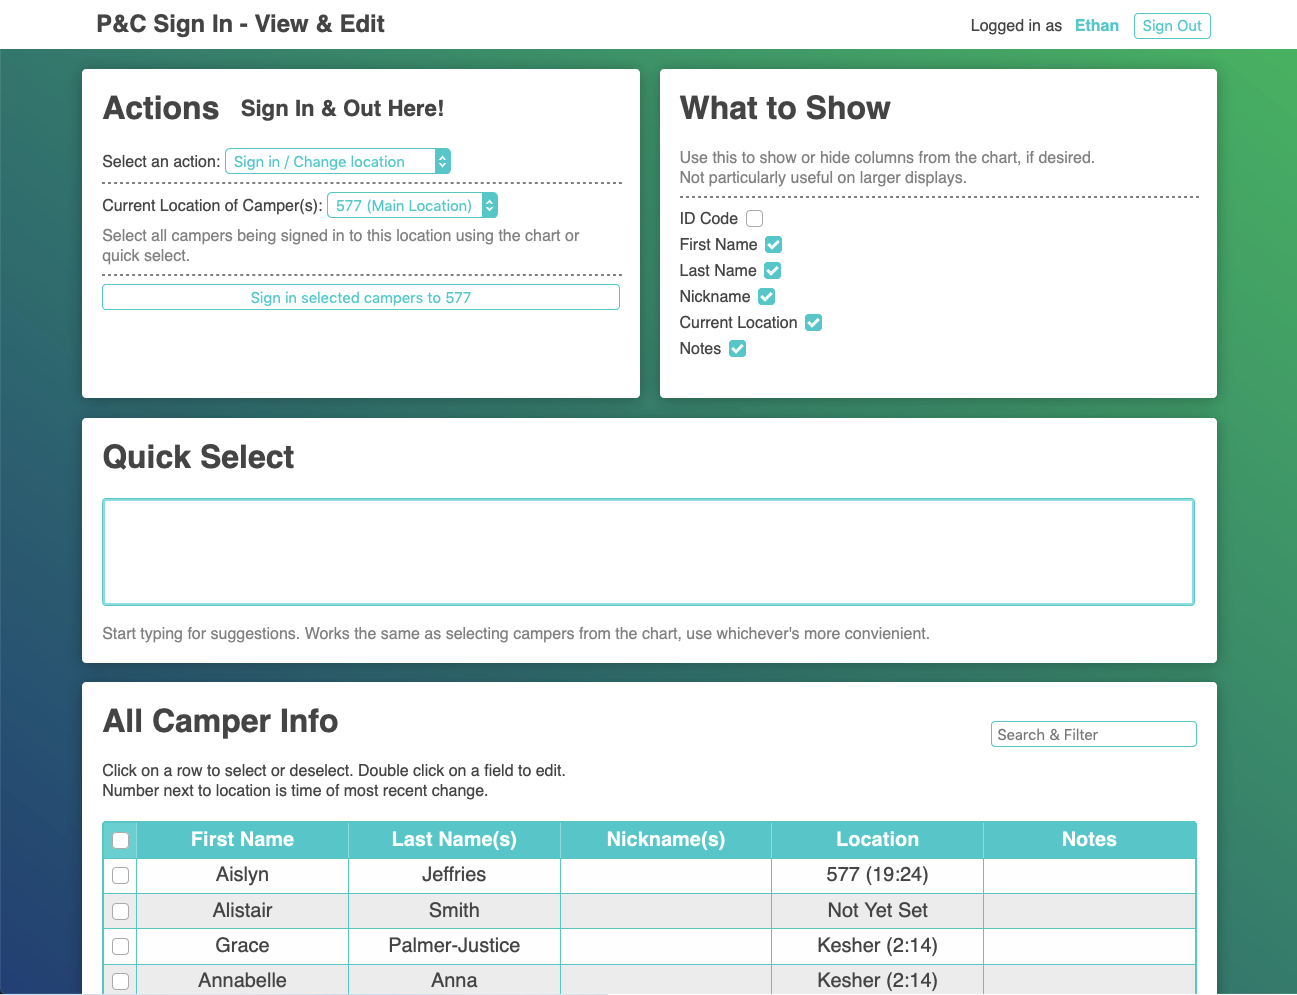 P&C Sign In - View & Edit
Logged in as Ethan Sign Out
Actions Sign In & Out Here!
Select an action: Sign in / Change location
Current Location of Camper(s): 577 (Main Location)
Select all campers being signed in to this location using the chart or
quick select.
Sign in selected campers to 577
What to Show
Use this to show or hide columns from the chart, if desired.
Not particularly useful on larger displays.
ID Code
First Name
Last Name
Nickname
Current Location
Notes
Quick Select
Start typing for suggestions. Works the same as selecting campers from the chart, use whichever's more convienient.
All Camper Info
Search & Filter
Click on a row to select or deselect. Double click on a field to edit.
Number next to location is time of most recent change.
First Name Last Name(s) Nickname(s) Location Notes
Aislyn Jeffries 577 (19:24)
Alistair Smith Not Yet Set
Grace Palmer-Justice Kesher (2:14)
Annabelle Anna Kesher (2:14)